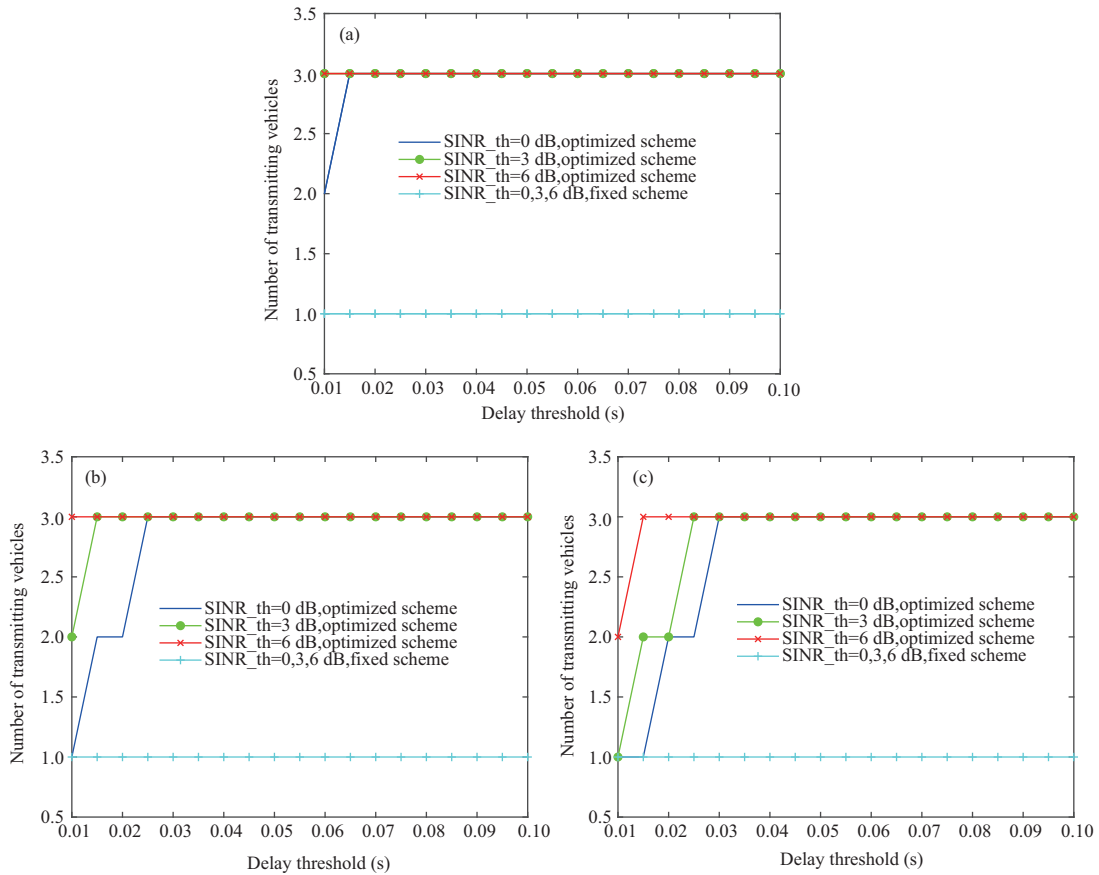 (a)
3.5
3.0
2.5
2.0
1.5
1.0
0.5
Number of transmitting vehicles
SINR_th=0 dB,optimized scheme
SINR_th=3 dB,optimized scheme
SINR_th=6 dB,optimized scheme
SINR_th=0,3,6 dB,fixed scheme
0.01 0.02 0.03 0.04 0.05 0.06 0.07 0.08 0.09 0.10
Delay threshold (s)
(b)
3.5
3.0
2.5
2.0
1.5
1.0
0.5
Number of transmitting vehicles
SINR_th=0 dB,optimized scheme
SINR_th=3 dB,optimized scheme
SINR_th=6 dB,optimized scheme
SINR_th=0,3,6 dB,fixed scheme
0.01 0.02 0.03 0.04 0.05 0.06 0.07 0.08 0.09 0.10
Delay threshold (s)
(c)
3.5
3.0
2.5
2.0
1.5
1.0
0.5
Number of transmitting vehicles
SINR_th=0 dB,optimized scheme
SINR_th=3 dB,optimized scheme
SINR_th=6 dB,optimized scheme
SINR_th=0,3,6 dB,fixed scheme
0.01 0.02 0.03 0.04 0.05 0.06 0.07 0.08 0.09 0.10
Delay threshold (s)